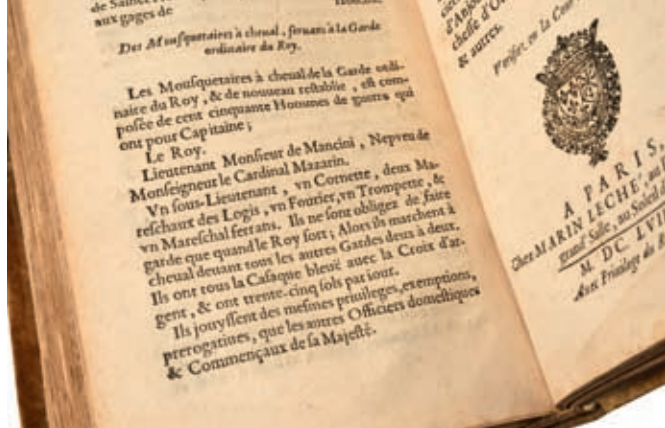 aux gages de
Des Mousquetaires à cheual, seruans à la Garde
ordinaire du Roy.
Les Mousquetaires à cheual de la Garde ordi-
naire du Roy, & de nouueau restablie, est com-
posée de cent cinquante Hommes de guerre qui
ont pour Capitaine;
Le Roy.
Lieutenant Monsieur de Mancini, Nepveu de
Monseigneur le Cardinal Mazarin.
Vn sous-Lieutenant, vn Cornette, deux Ma-
reschaux des Logis, vn Fourier, vn Trompette, &
vn Mareschal ferrans. Ils ne sont obligez de faire
garde que quand le Roy sort; Alors ils marchent à
cheual deuant tous les autres Gardes deux à deux.
Ils ont tous la Casaque bleuë auec la Croix d'ar-
gent, & ont trente-cinq sols par iour.
Ils jouyssent des mesmes priuileges, exemptions,
prerogatiues, que les autres Officiers domestiques
& Commençaux de sa Majesté.
d'Anjou
cheffe d'O
& autres.
A PARIS,
Chez MARIN LECHE', au
grand' Salle, au Soleil
M. DC. LVI
Auec Priuilege du